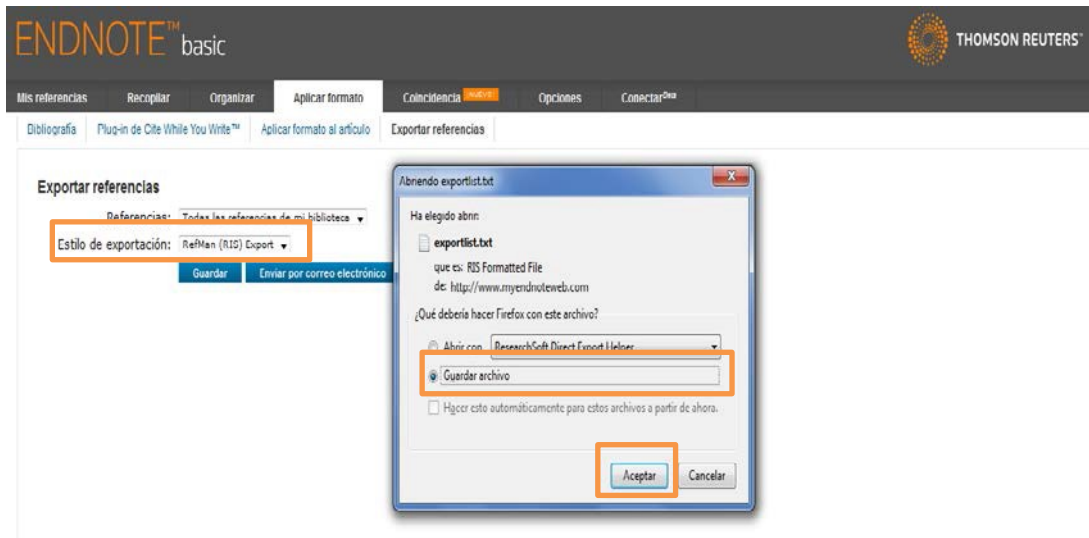 ENDNOTE™ basic
THOMSON REUTERS™
Mis referencias Recopilar Organizar Aplicar formato Coincidencia ¡NUEVO! Opciones Conectar Beta
Bibliografía Plug-in de Cite While You Write™ Aplicar formato al artículo Exportar referencias
Exportar referencias
Referencias: Todas las referencias de mi biblioteca
Estilo de exportación: RefMan (RIS) Export
Guardar Enviar por correo electrónico
Abriendo exportlist.txt
Ha elegido abrir:
exportlist.txt
que es: RIS Formatted File
de: http://www.myendnoteweb.com
¿Qué debería hacer Firefox con este archivo?
Abrir con ResearchSoft Direct Export Helper
Guardar archivo
Hacer esto automáticamente para estos archivos a partir de ahora.
Aceptar Cancelar